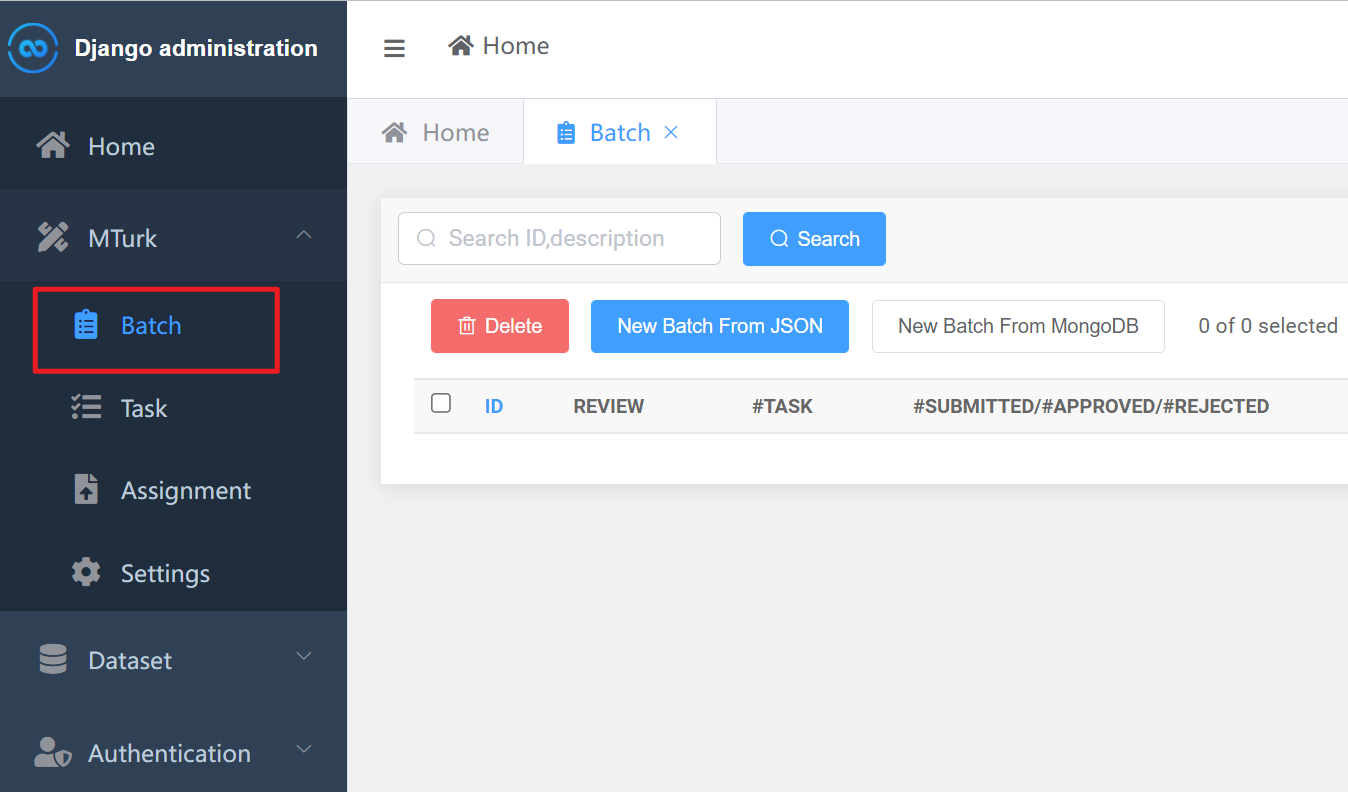 Django administration
Home
Home
MTurk
Batch
Task
Assignment
Settings
Dataset
Authentication
Home
Batch
Search ID,description
Search
Delete
New Batch From JSON
New Batch From MongoDB
0 of 0 selected
ID REVIEW #TASK #SUBMITTED/#APPROVED/#REJECTED